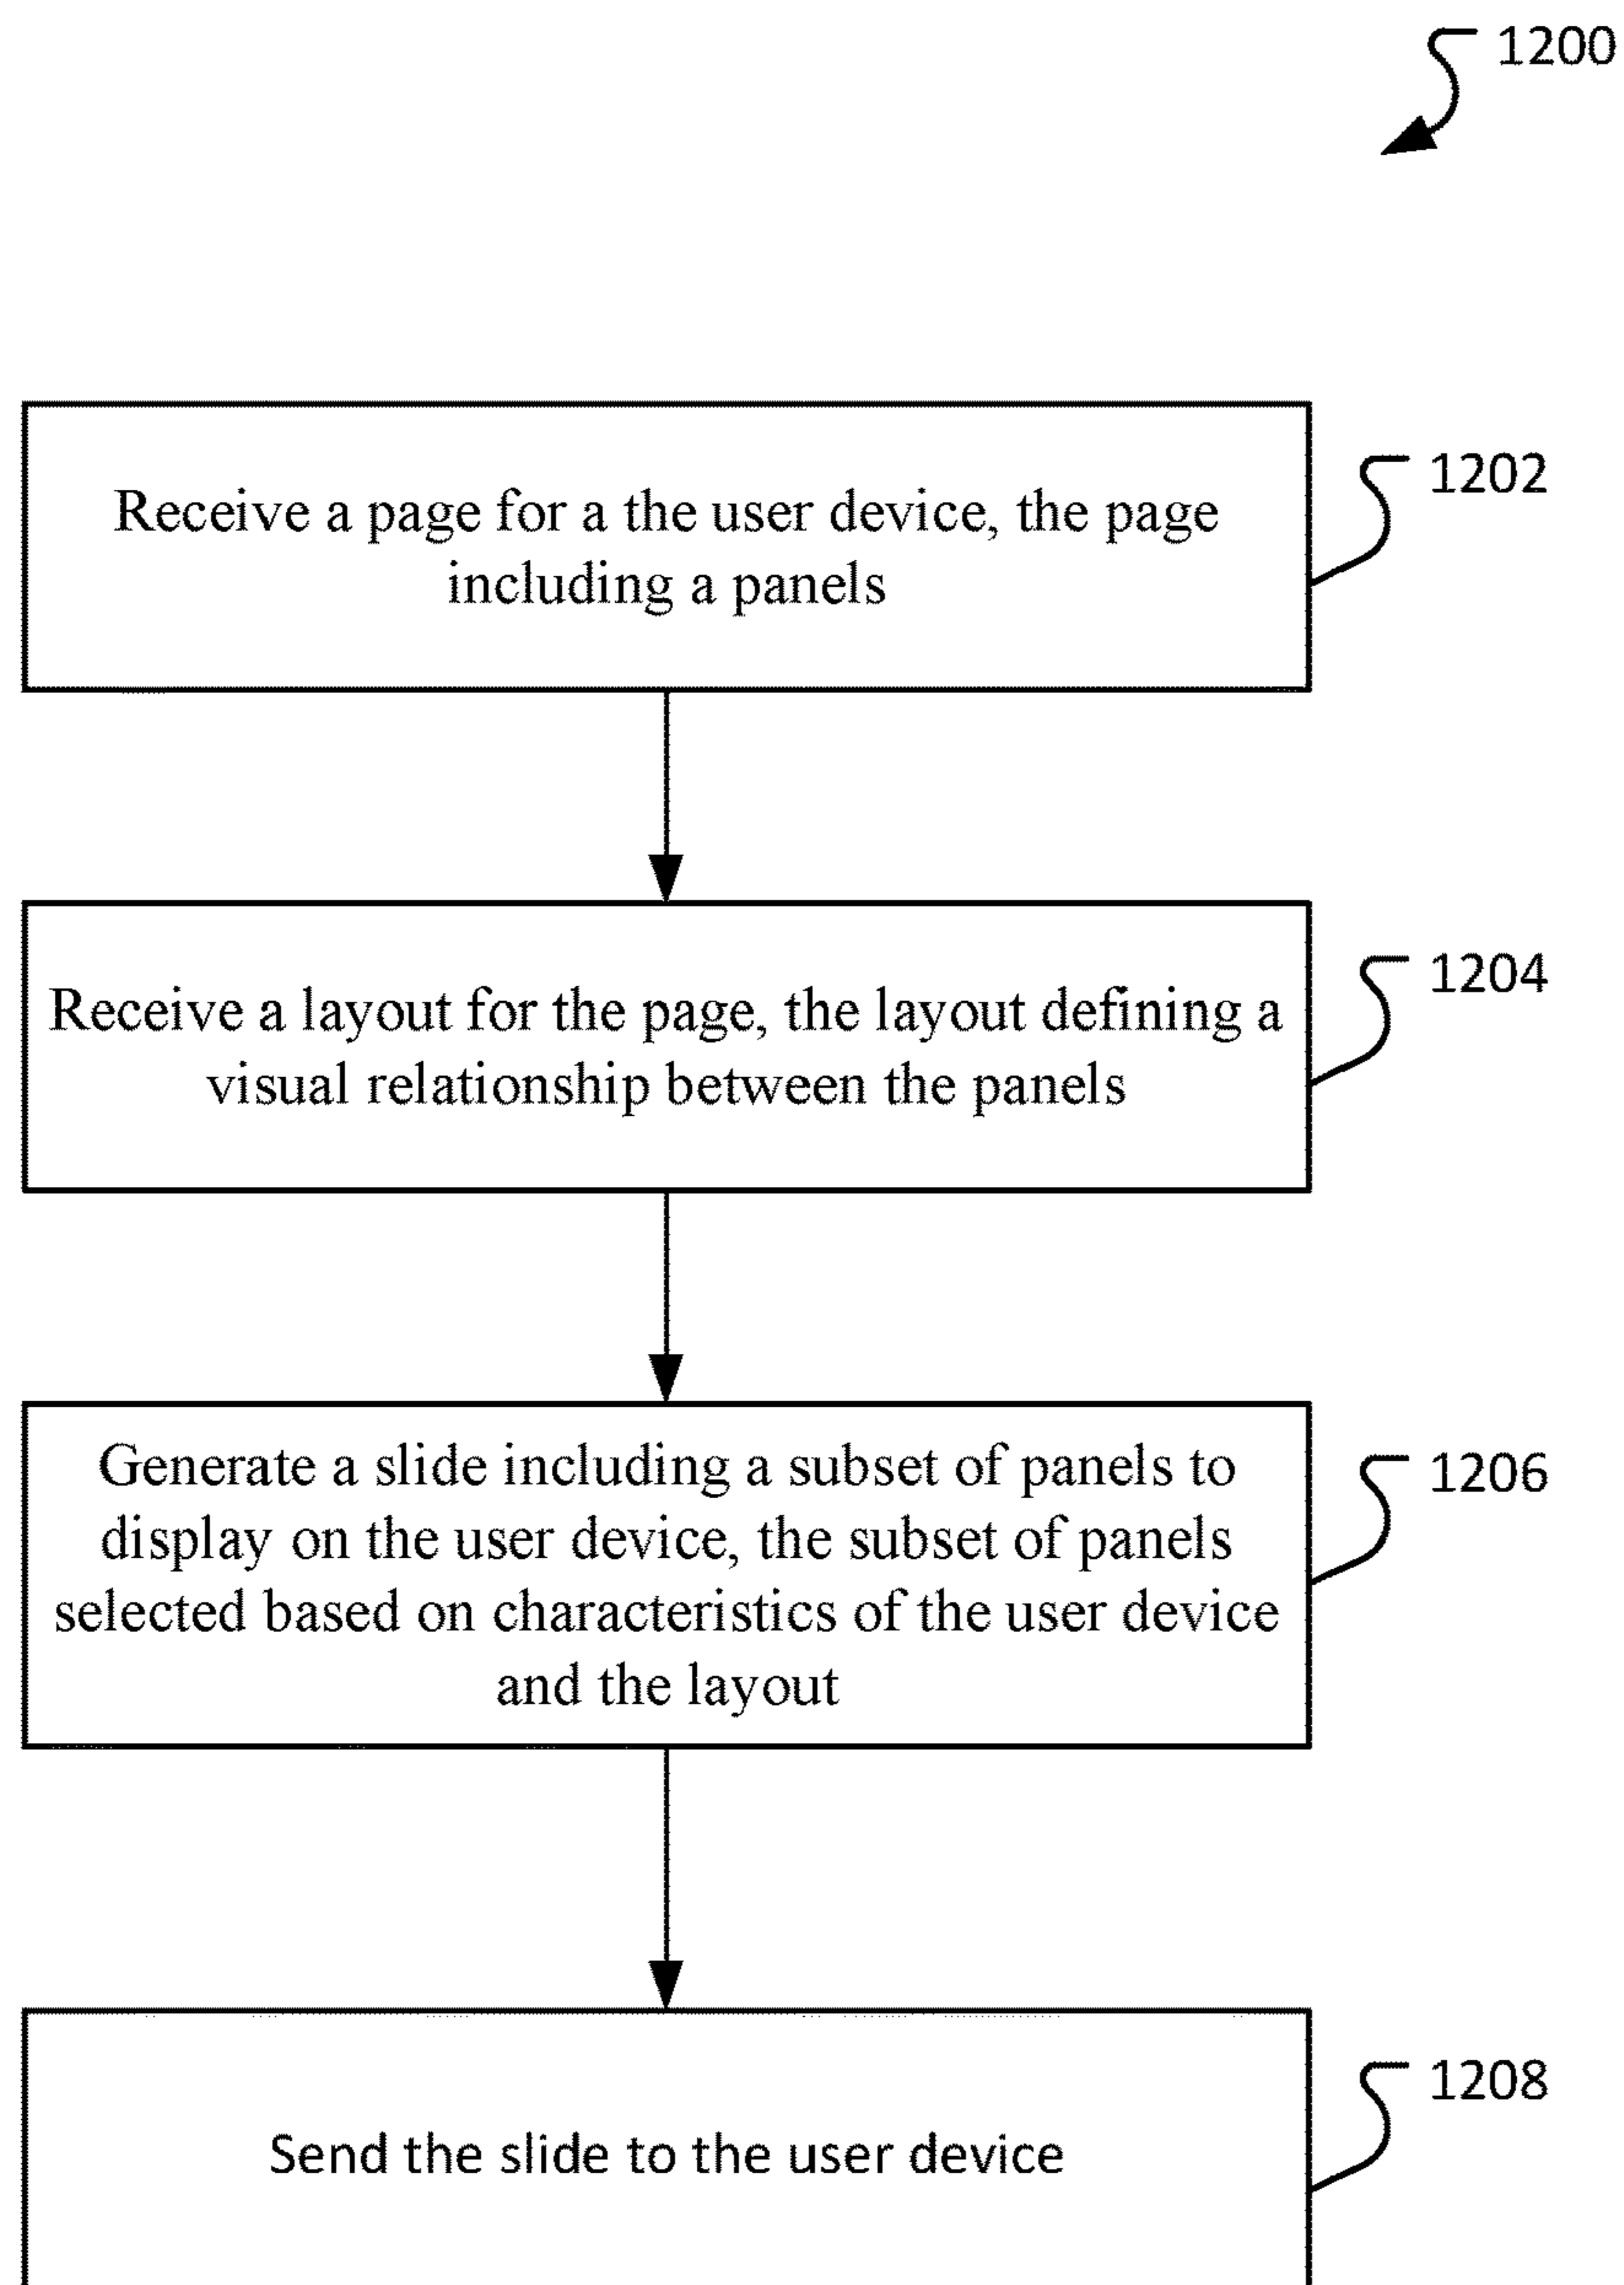 1200
Receive a page for a the user device, the page
including a panels
1202
Receive a layout for the page, the layout defining a
visual relationship between the panels
1204
Generate a slide including a subset of panels to
display on the user device, the subset of panels
selected based on characteristics of the user device
and the layout
1206
Send the slide to the user device
1208